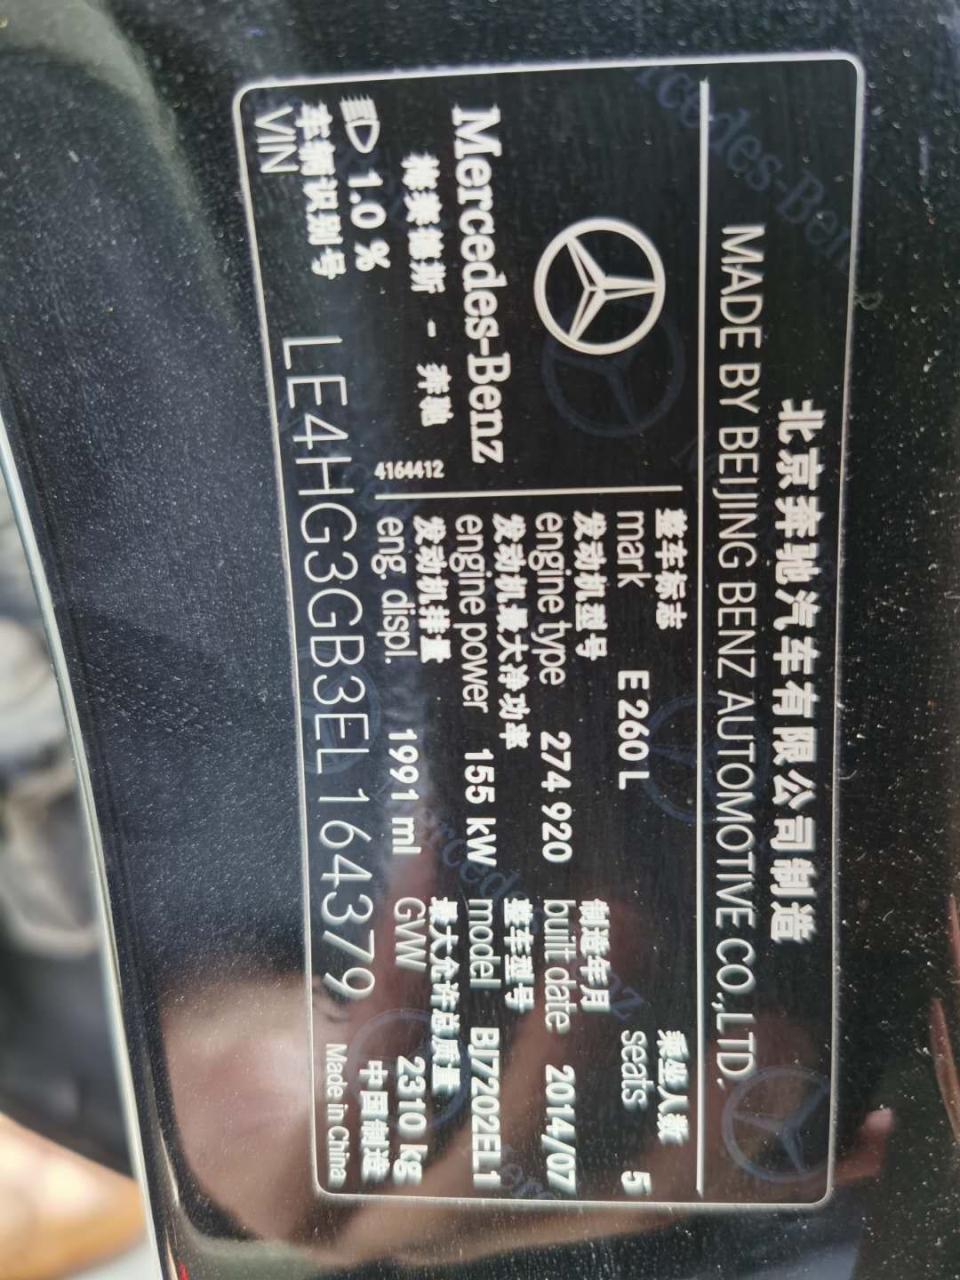 北京奔驰汽车有限公司制造
MADE BY BEIJING BENZ AUTOMOTIVE CO.,LTD.
Mercedes-Benz
梅赛德斯 - 奔驰
4164412
1.0 %
整车标志
mark E 260 L
乘坐人数
seats 5
发动机型号
engine type 274 920
制造年月
built date 2014/07
发动机最大净功率
engine power 155 kW
整车型号
model BJ7202EL1
发动机排量
eng. displ. 1991 ml
最大允许总质量
GVW 2310 kg
车辆识别号
VIN LE4HG3GB3EL164379
中国制造
Made in China